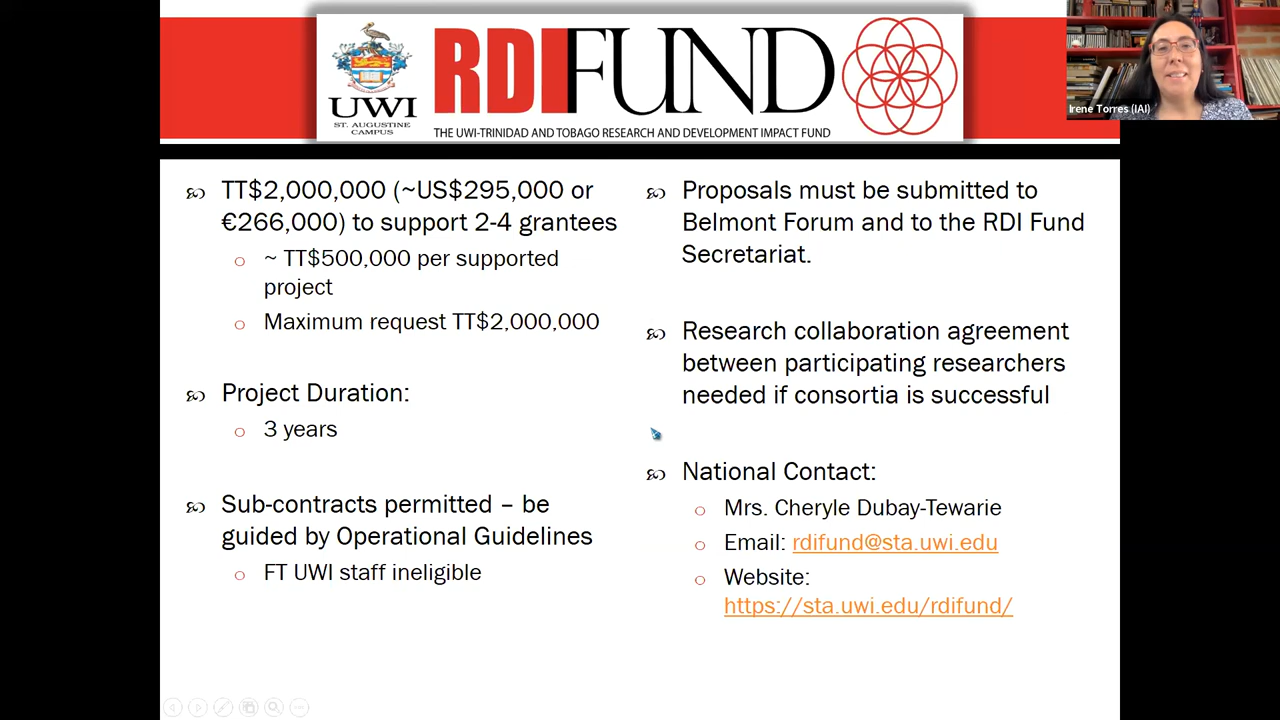 UWI
ST. AUGUSTINE
CAMPUS
RDIFUND
THE UWI-TRINIDAD AND TOBAGO RESEARCH AND DEVELOPMENT IMPACT FUND
Irene Torres (IAI)
TT$2,000,000 (~US$295,000 or
€266,000) to support 2-4 grantees
~ TT$500,000 per supported
project
Maximum request TT$2,000,000
Project Duration:
3 years
Sub-contracts permitted – be
guided by Operational Guidelines
FT UWI staff ineligible
Proposals must be submitted to
Belmont Forum and to the RDI Fund
Secretariat.
Research collaboration agreement
between participating researchers
needed if consortia is successful
National Contact:
Mrs. Cheryle Dubay-Tewarie
Email: rdifund@sta.uwi.edu
Website:
https://sta.uwi.edu/rdifund/